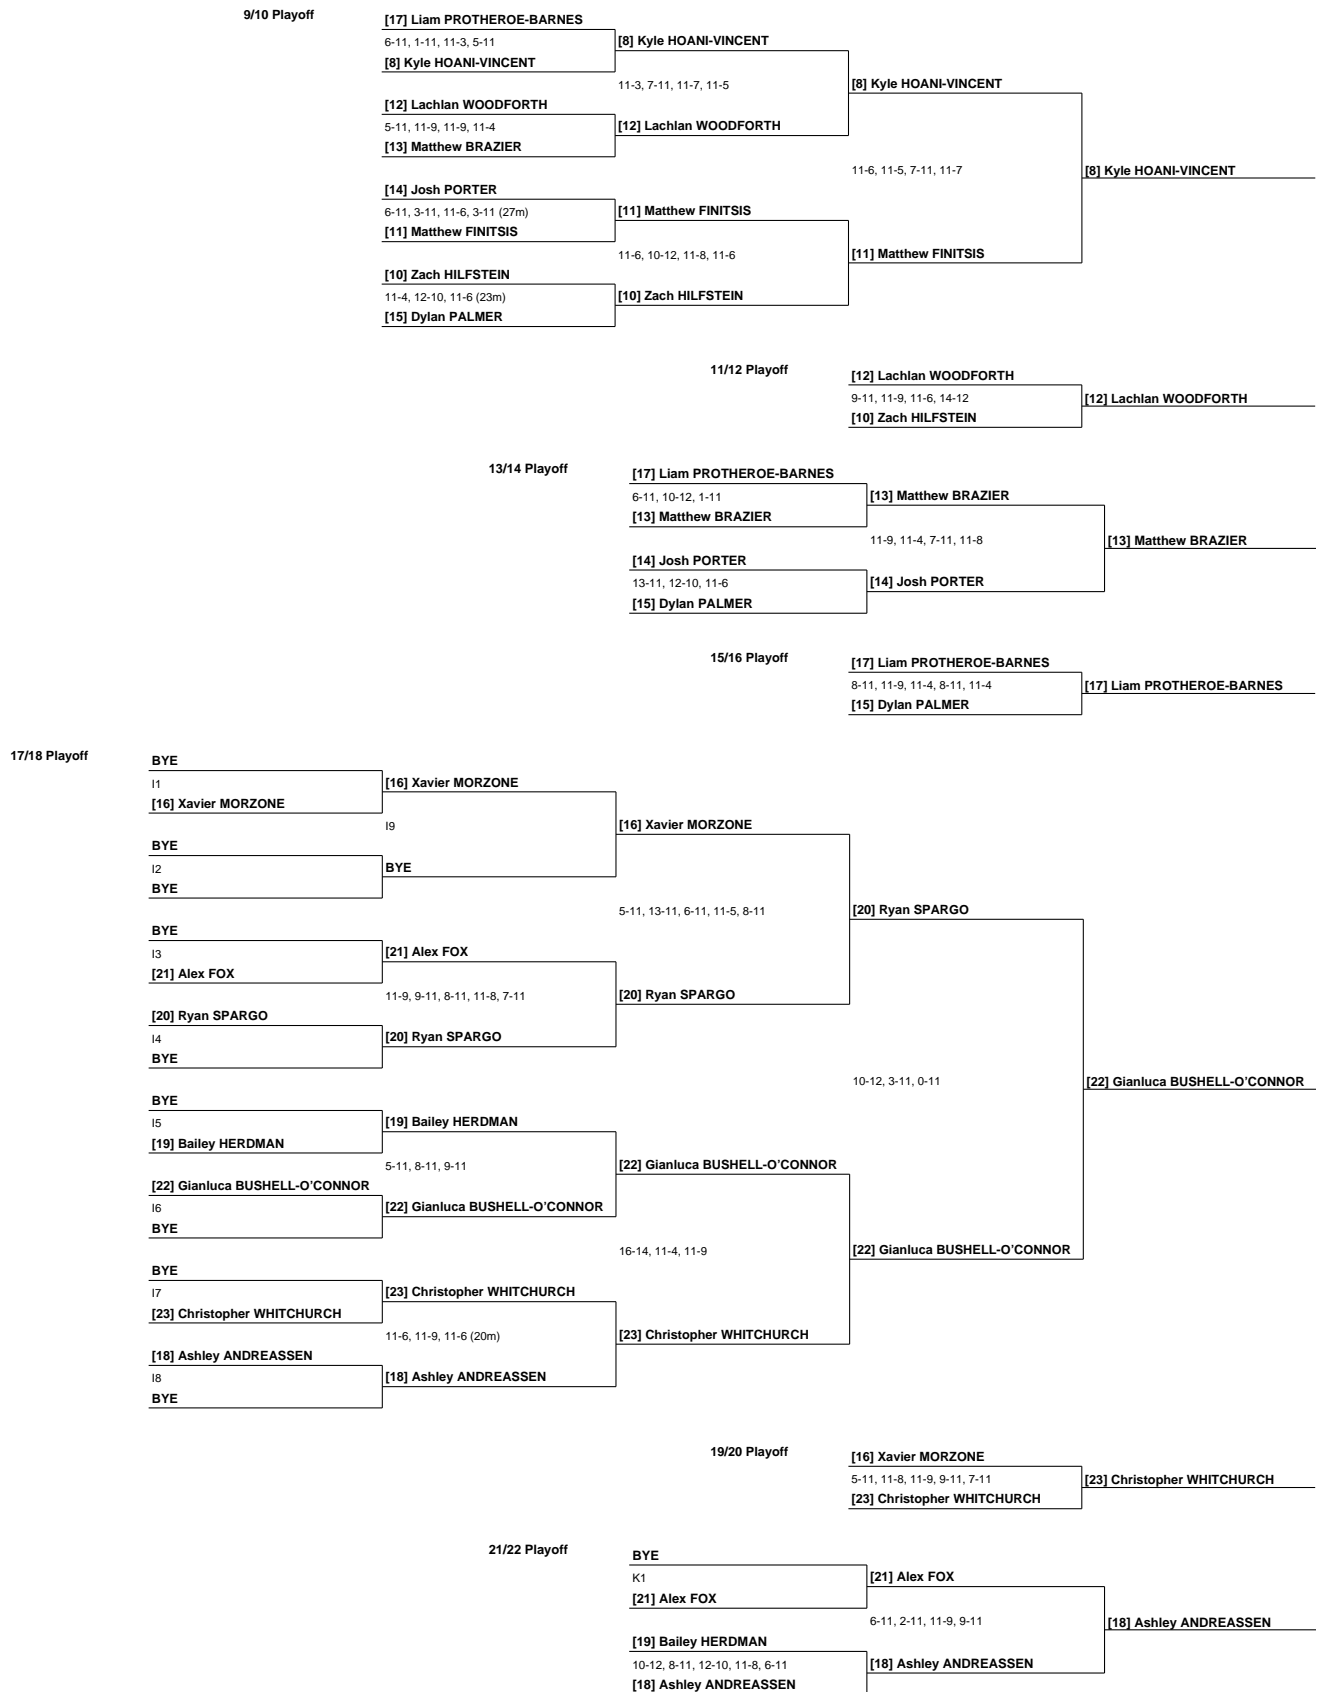 9/10 Playoff
[17] Liam PROTHEROE-BARNES
6-11, 1-11, 11-3, 5-11
[8] Kyle HOANI-VINCENT
[8] Kyle HOANI-VINCENT
11-3, 7-11, 11-7, 11-5
[8] Kyle HOANI-VINCENT
[12] Lachlan WOODFORTH
5-11, 11-9, 11-9, 11-4
[12] Lachlan WOODFORTH
[13] Matthew BRAZIER
11-6, 11-5, 7-11, 11-7
[8] Kyle HOANI-VINCENT
[14] Josh PORTER
6-11, 3-11, 11-6, 3-11 (27m)
[11] Matthew FINITSIS
[11] Matthew FINITSIS
11-6, 10-12, 11-8, 11-6
[11] Matthew FINITSIS
[10] Zach HILFSTEIN
11-4, 12-10, 11-6 (23m)
[10] Zach HILFSTEIN
[15] Dylan PALMER
11/12 Playoff
[12] Lachlan WOODFORTH
9-11, 11-9, 11-6, 14-12
[12] Lachlan WOODFORTH
[10] Zach HILFSTEIN
13/14 Playoff
[17] Liam PROTHEROE-BARNES
6-11, 10-12, 1-11
[13] Matthew BRAZIER
[13] Matthew BRAZIER
11-9, 11-4, 7-11, 11-8
[13] Matthew BRAZIER
[14] Josh PORTER
13-11, 12-10, 11-6
[14] Josh PORTER
[15] Dylan PALMER
15/16 Playoff
[17] Liam PROTHEROE-BARNES
8-11, 11-9, 11-4, 8-11, 11-4
[17] Liam PROTHEROE-BARNES
[15] Dylan PALMER
17/18 Playoff
BYE
I1
[16] Xavier MORZONE
[16] Xavier MORZONE
I9
[16] Xavier MORZONE
BYE
I2
BYE
BYE
5-11, 13-11, 6-11, 11-5, 8-11
[20] Ryan SPARGO
BYE
I3
[21] Alex FOX
[21] Alex FOX
11-9, 9-11, 8-11, 11-8, 7-11
[20] Ryan SPARGO
[20] Ryan SPARGO
I4
[20] Ryan SPARGO
BYE
10-12, 3-11, 0-11
[22] Gianluca BUSHELL-O'CONNOR
BYE
I5
[19] Bailey HERDMAN
[19] Bailey HERDMAN
5-11, 8-11, 9-11
[22] Gianluca BUSHELL-O'CONNOR
[22] Gianluca BUSHELL-O'CONNOR
I6
[22] Gianluca BUSHELL-O'CONNOR
BYE
16-14, 11-4, 11-9
[22] Gianluca BUSHELL-O'CONNOR
BYE
I7
[23] Christopher WHITCHURCH
[23] Christopher WHITCHURCH
11-6, 11-9, 11-6 (20m)
[23] Christopher WHITCHURCH
[18] Ashley ANDREASSEN
I8
[18] Ashley ANDREASSEN
BYE
19/20 Playoff
[16] Xavier MORZONE
5-11, 11-8, 11-9, 9-11, 7-11
[23] Christopher WHITCHURCH
[23] Christopher WHITCHURCH
21/22 Playoff
BYE
K1
[21] Alex FOX
[21] Alex FOX
6-11, 2-11, 11-9, 9-11
[18] Ashley ANDREASSEN
[19] Bailey HERDMAN
10-12, 8-11, 12-10, 11-8, 6-11
[18] Ashley ANDREASSEN
[18] Ashley ANDREASSEN